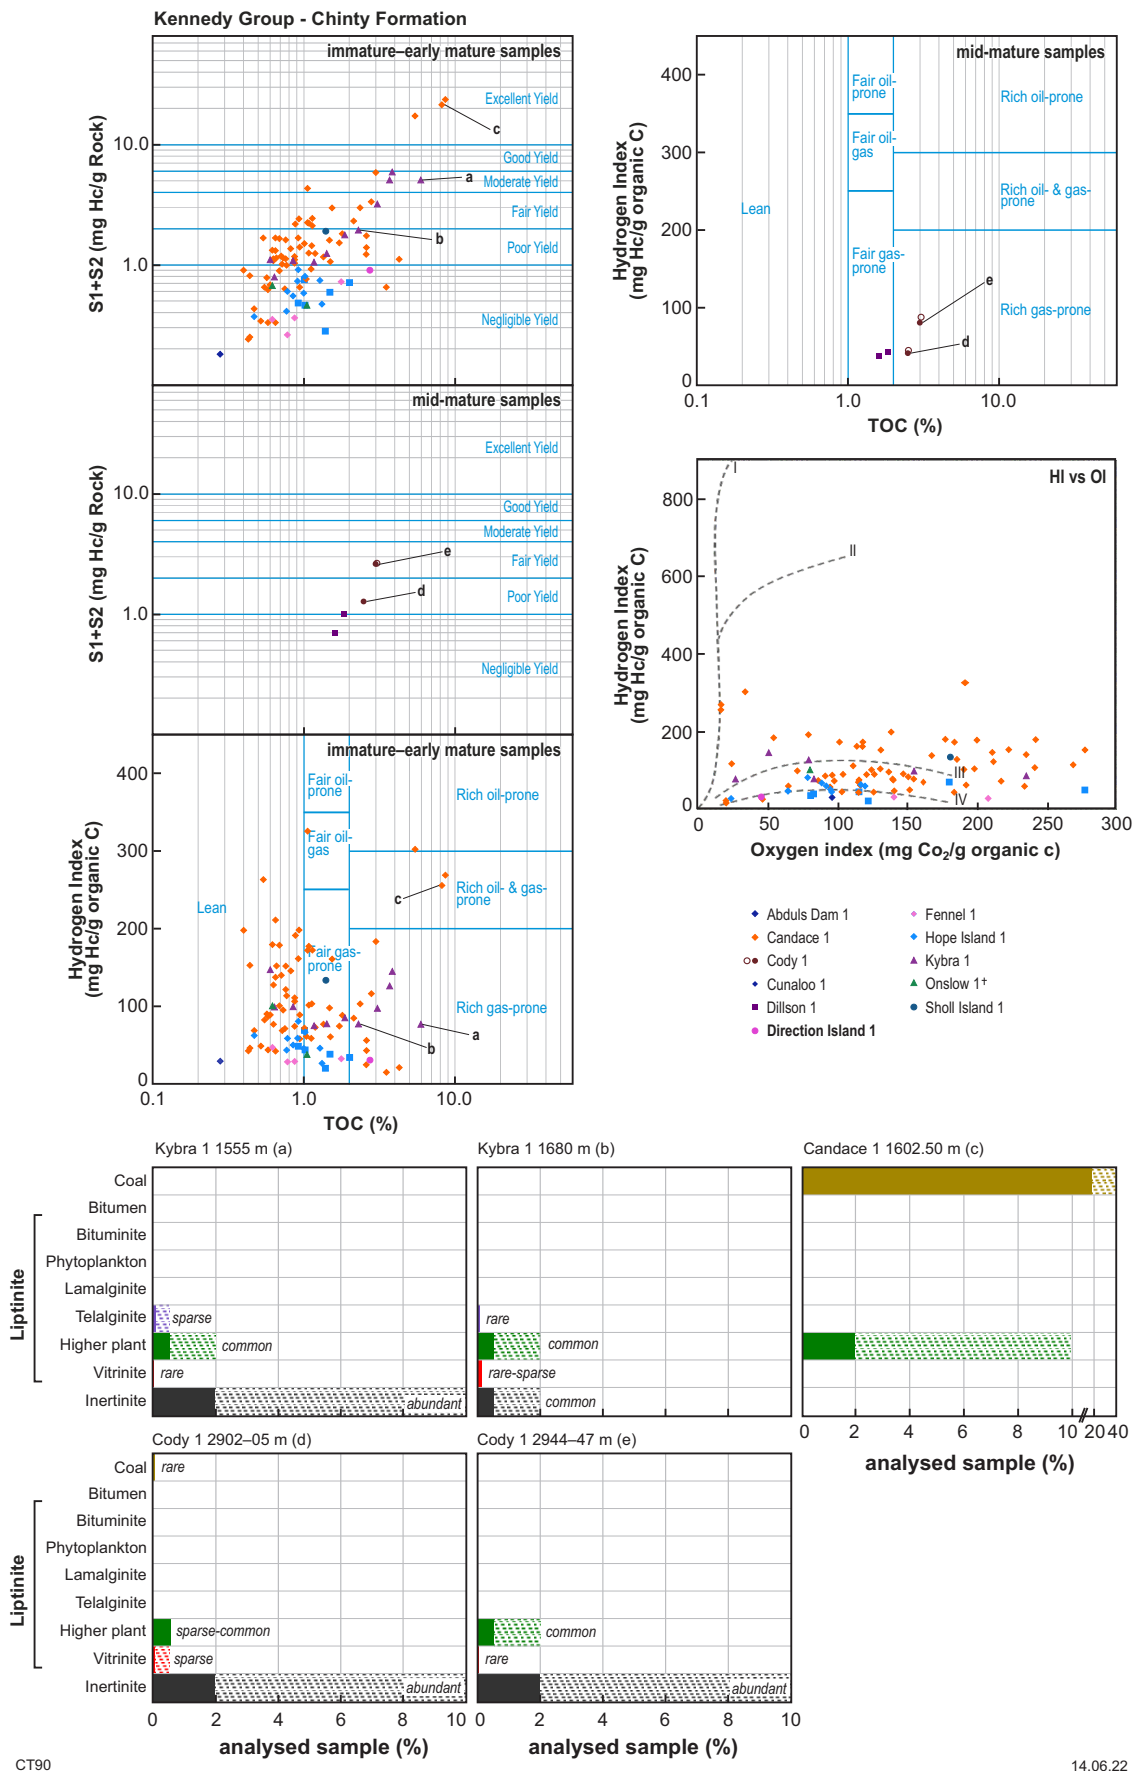 Kennedy Group - Chinty Formation
immature–early mature samples
Excellent Yield
c
Good Yield
a
Moderate Yield
Fair Yield
b
Poor Yield
Negligible Yield
10.0
1.0
S1+S2 (mg Hc/g Rock)
mid-mature samples
Excellent Yield
Good Yield
Moderate Yield
e
Fair Yield
d
Poor Yield
Negligible Yield
10.0
1.0
S1+S2 (mg Hc/g Rock)
immature–early mature samples
Fair oil-
prone
Rich oil-prone
Fair oil-
gas
Rich oil- & gas-
prone
c
Lean
Fair gas-
prone
Rich gas-prone
a
b
400
300
200
100
0
Hydrogen Index
(mg Hc/g organic C)
0.1
1.0
10.0
TOC (%)
mid-mature samples
Fair oil-
prone
Rich oil-prone
Fair oil-
gas
Rich oil- & gas-
prone
Lean
Fair gas-
prone
e
Rich gas-prone
d
400
300
200
100
0
Hydrogen Index
(mg Hc/g organic C)
0.1
1.0
10.0
TOC (%)
HI vs OI
I
II
III
IV
800
600
400
200
0
Hydrogen Index
(mg Hc/g organic C)
0 50 100 150 200 250 300
Oxygen index (mg Co2/g organic c)
Abduls Dam 1
Candace 1
Cody 1
Cunaloo 1
Dillson 1
Direction Island 1
Fennel 1
Hope Island 1
Kybra 1
Onslow 1†
Sholl Island 1
Kybra 1 1555 m (a)
Kybra 1 1680 m (b)
Candace 1 1602.50 m (c)
Coal
Bitumen
Bituminite
Phytoplankton
Lamalginite
Telalginite
Higher plant
Vitrinite
Inertinite
Liptinite
sparse
common
rare
abundant
rare
common
rare-sparse
common
0 2 4 6 8 10 20 40
analysed sample (%)
Cody 1 2902–05 m (d)
Cody 1 2944–47 m (e)
Coal
Bitumen
Bituminite
Phytoplankton
Lamalginite
Telalginite
Higher plant
Vitrinite
Inertinite
Liptinite
rare
sparse-common
sparse
abundant
common
rare
abundant
0 2 4 6 8 10
analysed sample (%)
0 2 4 6 8 10
analysed sample (%)
CT90
14.06.22